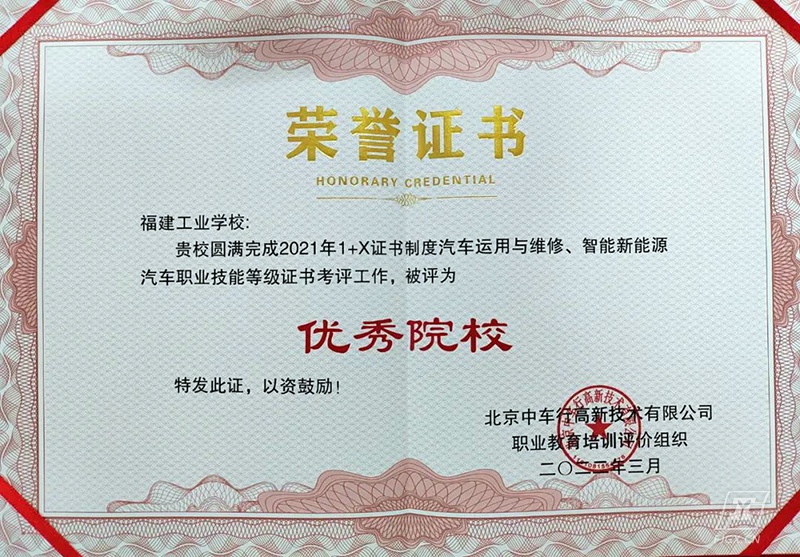 荣誉证书
HONORARY CREDENTIAL
福建工业学校:
贵校圆满完成2021年1+X证书制度汽车运用与维修、智能新能源
汽车职业技能等级证书考评工作，被评为
优秀院校
特发此证，以资鼓励！
北京中车行高新技术有限公司
职业教育培训评价组织
二〇二二年三月
FIGX.CN